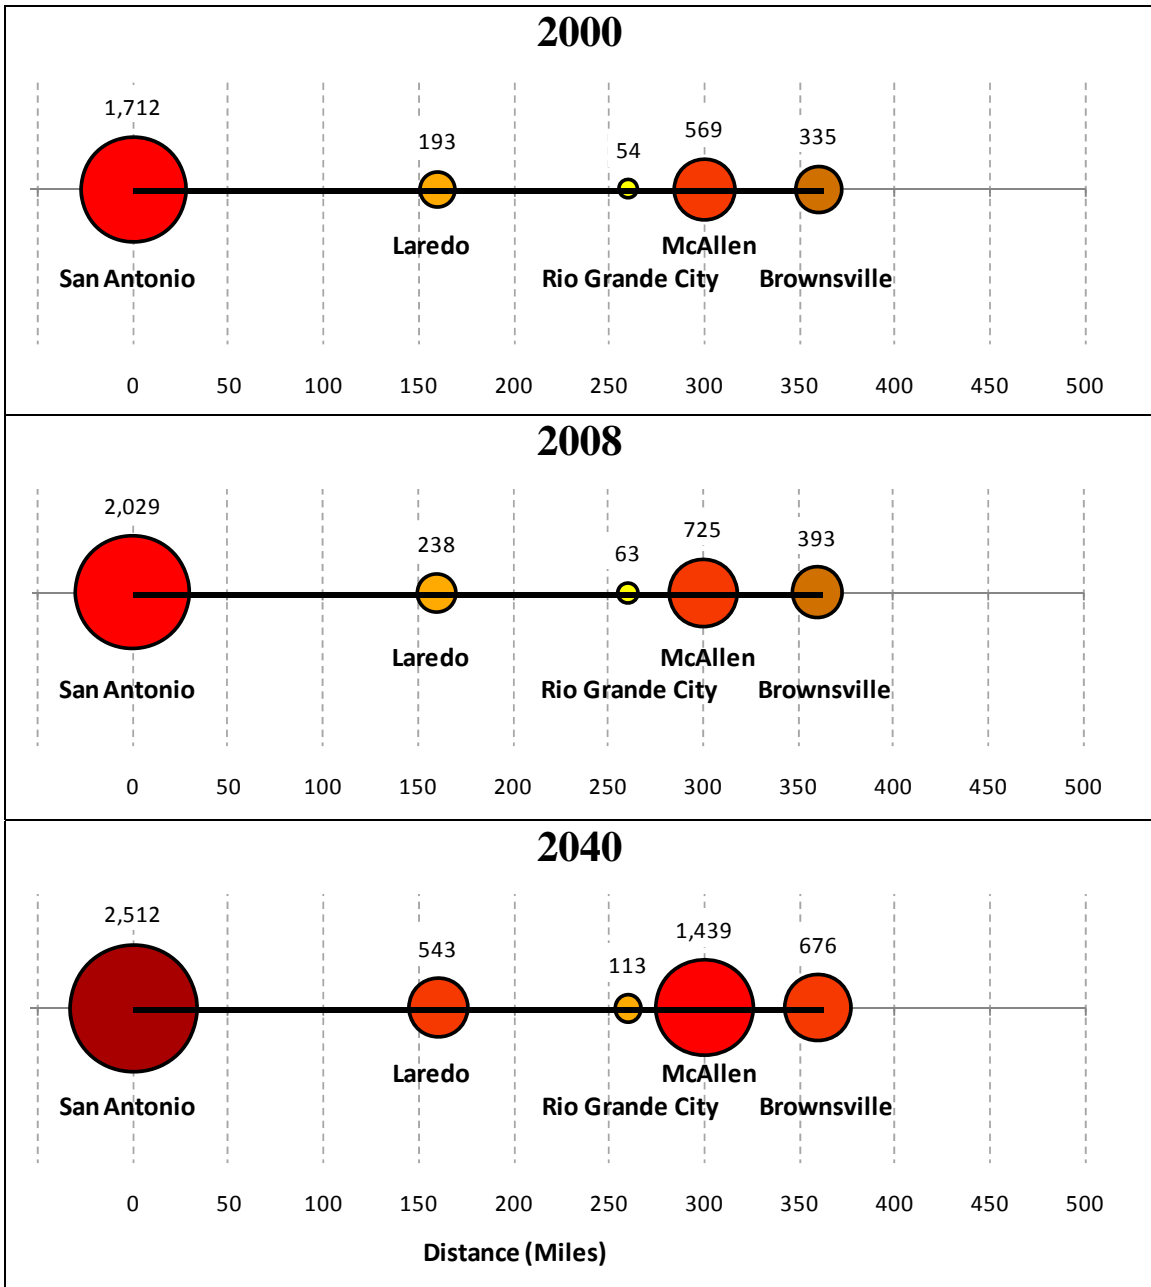 2000
1,712
193
54
569
335
Laredo
McAllen
San Antonio
Rio Grande City
Brownsville
0 50 100 150 200 250 300 350 400 450 500
2008
2,029
238
63
725
393
Laredo
McAllen
San Antonio
Rio Grande City
Brownsville
0 50 100 150 200 250 300 350 400 450 500
2040
2,512
543
113
1,439
676
Laredo
McAllen
San Antonio
Rio Grande City
Brownsville
0 50 100 150 200 250 300 350 400 450 500
Distance (Miles)